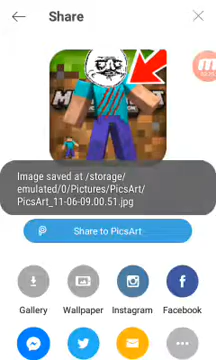 Share
Image saved at /storage/
emulated/0/Pictures/PicsArt/
PicsArt_11-06-09.00.51.jpg
Share to PicsArt
Gallery
Wallpaper
Instagram
Facebook